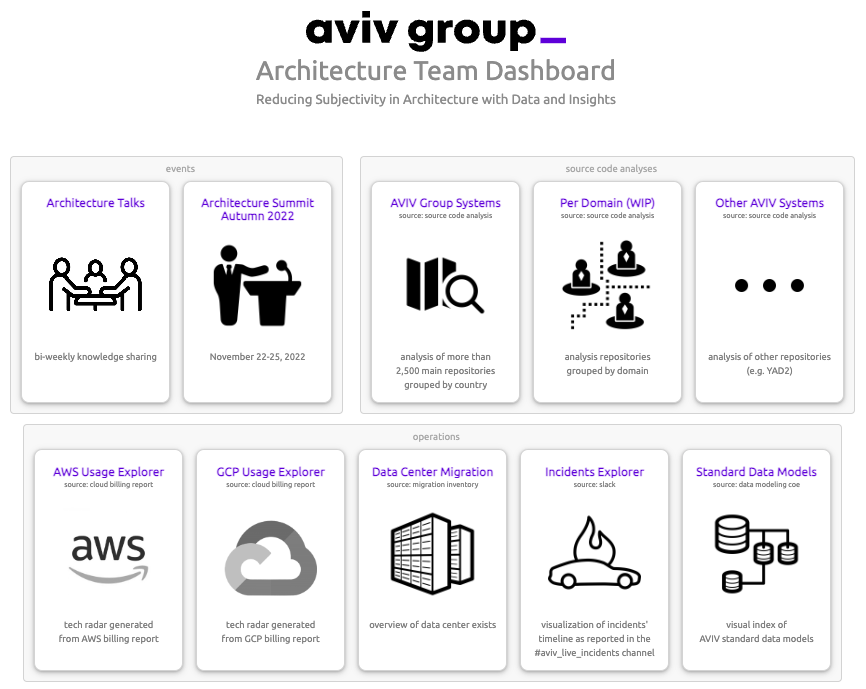 aviv group_
Architecture Team Dashboard
Reducing Subjectivity in Architecture with Data and Insights
events
Architecture Talks
bi-weekly knowledge sharing
Architecture Summit
Autumn 2022
November 22-25, 2022
source code analyses
AVIV Group Systems
source: source code analysis
analysis of more than
2,500 main repositories
grouped by country
Per Domain (WIP)
source: source code analysis
analysis repositories
grouped by domain
Other AVIV Systems
source: source code analysis
analysis of other repositories
(e.g. YAD2)
operations
AWS Usage Explorer
source: cloud billing report
aws
tech radar generated
from AWS billing report
GCP Usage Explorer
source: cloud billing report
tech radar generated
from GCP billing report
Data Center Migration
source: migration inventory
overview of data center exists
Incidents Explorer
source: slack
visualization of incidents'
timeline as reported in the
#aviv_live_incidents channel
Standard Data Models
source: data modeling coe
visual index of
AVIV standard data models